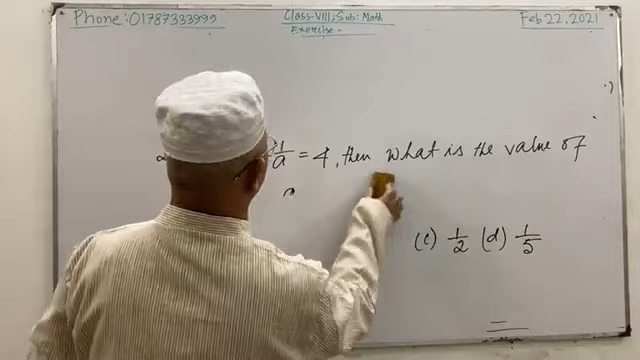 Phone: 01787333999
Class-VIII, Sub: Math
Exercise-
Feb 22, 2021
1/a = 4, then what is the value of
(c) 1/2 (d) 1/5